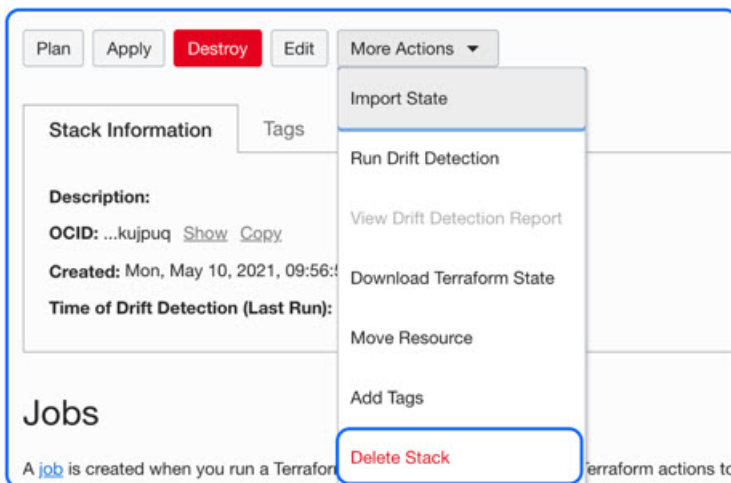 Plan Apply Destroy Edit More Actions
Import State
Stack Information Tags
Run Drift Detection
Description:
View Drift Detection Report
OCID: ...kujpuq Show Copy
Created: Mon, May 10, 2021, 09:56:
Download Terraform State
Time of Drift Detection (Last Run):
Move Resource
Add Tags
Jobs
Delete Stack
A job is created when you run a Terraform actions to